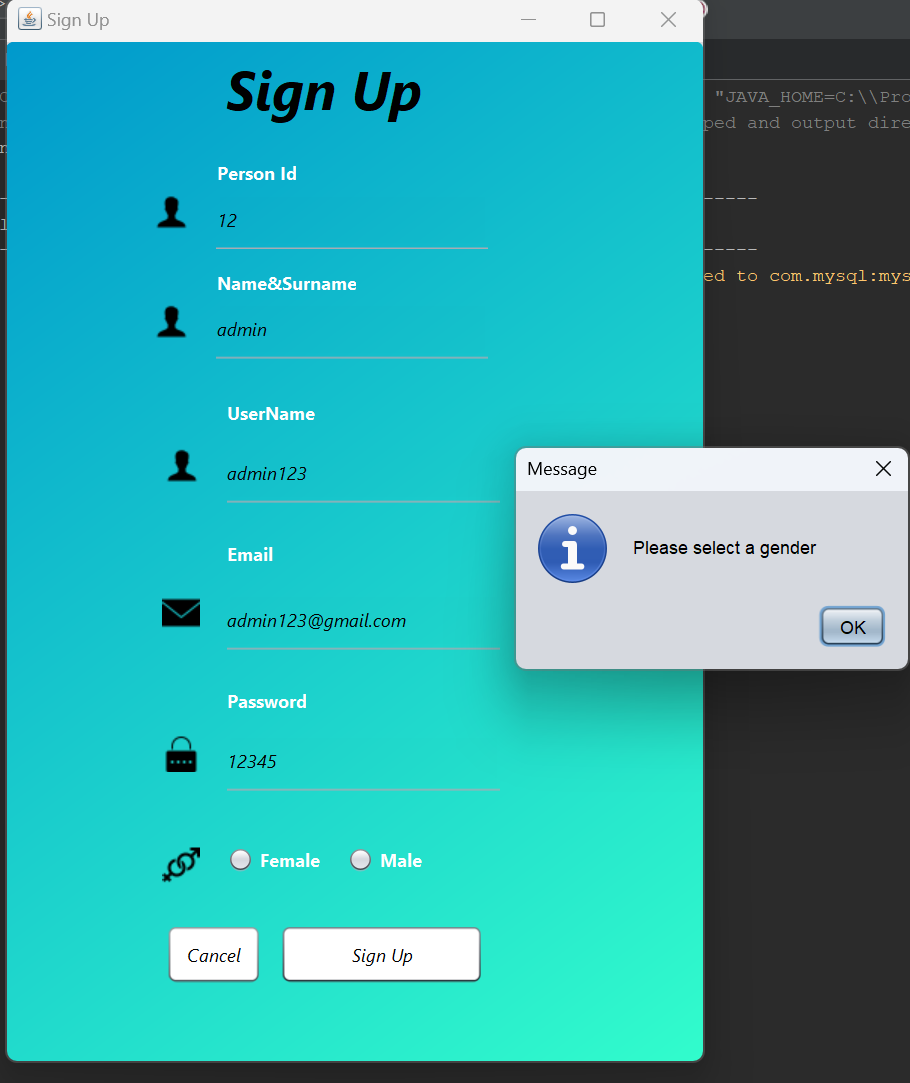 Sign Up
Sign Up
"JAVA_HOME=C:\\Pro
ped and output dire
Person Id
12
-----
-----
ed to com.mysql:mys
Name&Surname
admin
UserName
admin123
Message
Please select a gender
OK
Email
admin123@gmail.com
Password
12345
Female Male
Cancel Sign Up